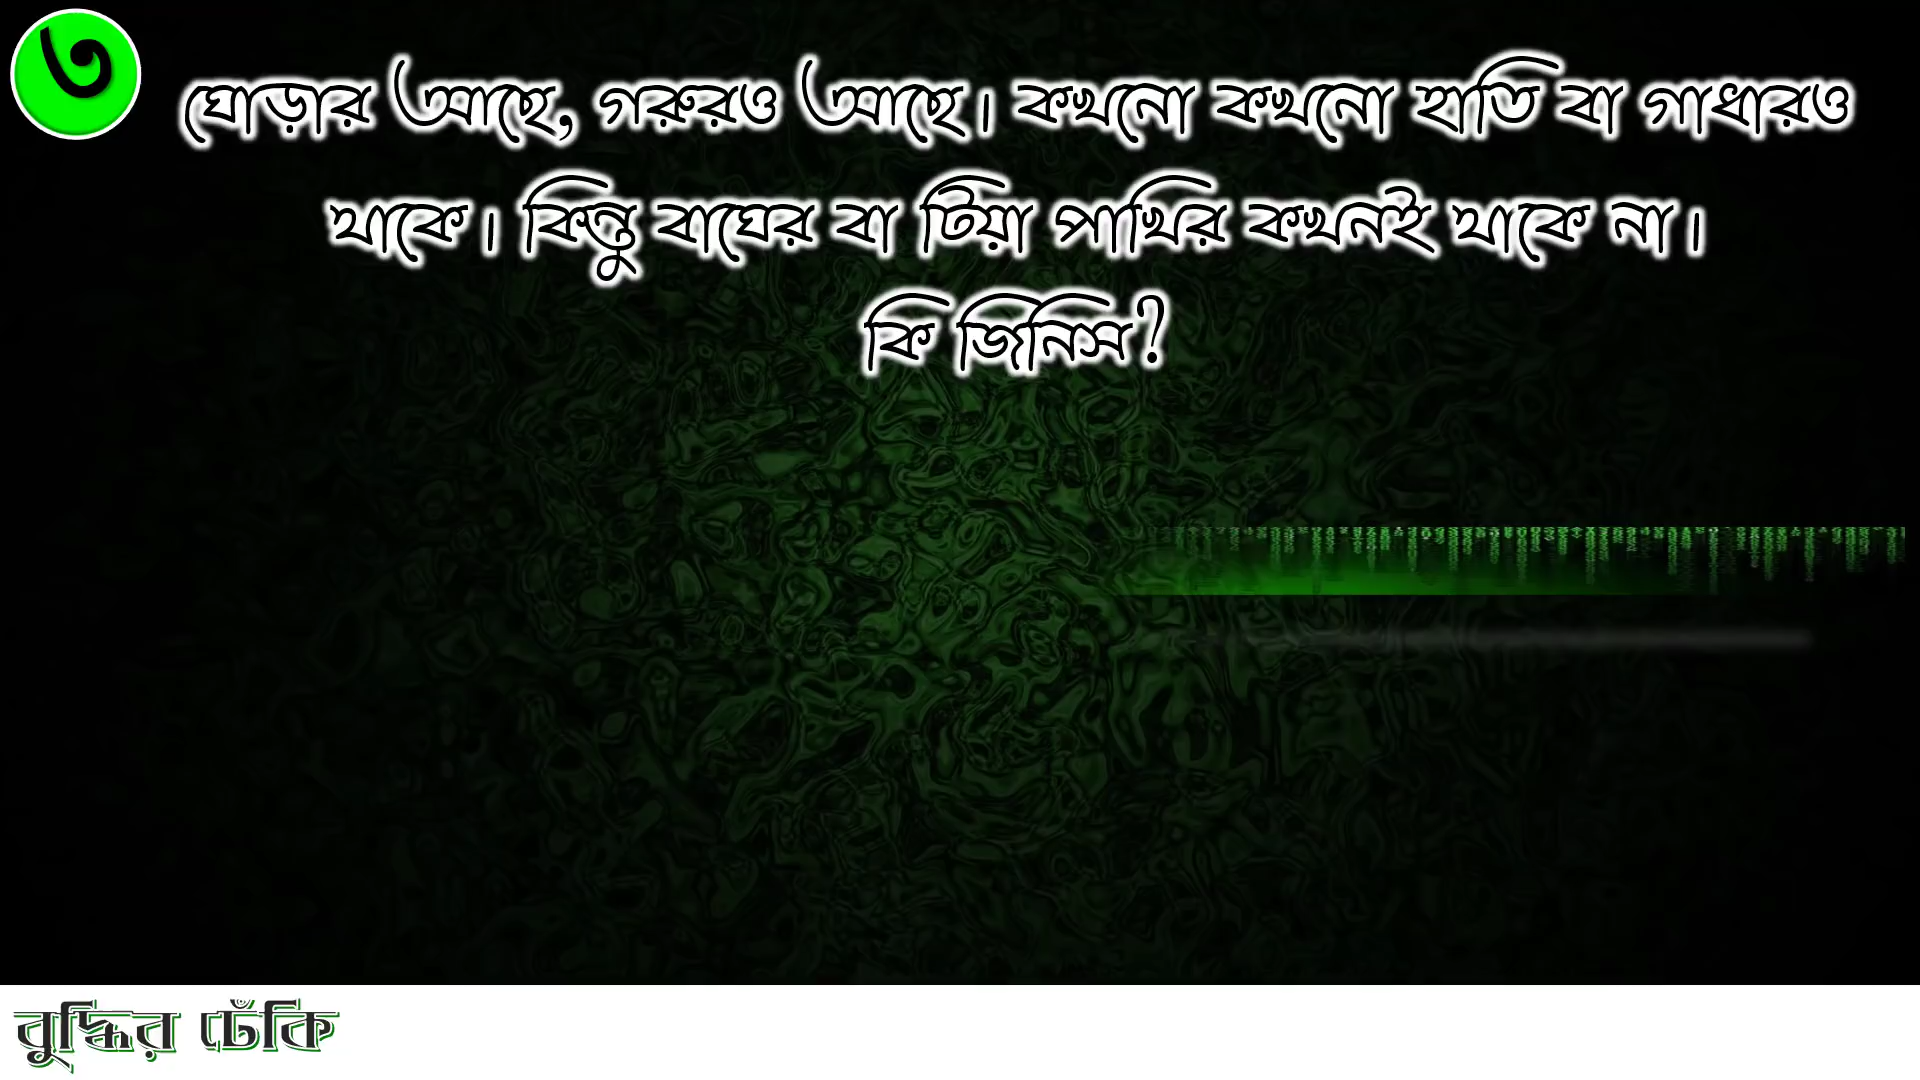 ৩
ঘোড়ার আছে, গরুরও আছে। কখনো কখনো হাতি বা গাধারও
থাকে। কিন্তু বাঘের বা টিয়া পাখির কখনই থাকে না।
কি জিনিস?
বুদ্ধির ঢেঁকি